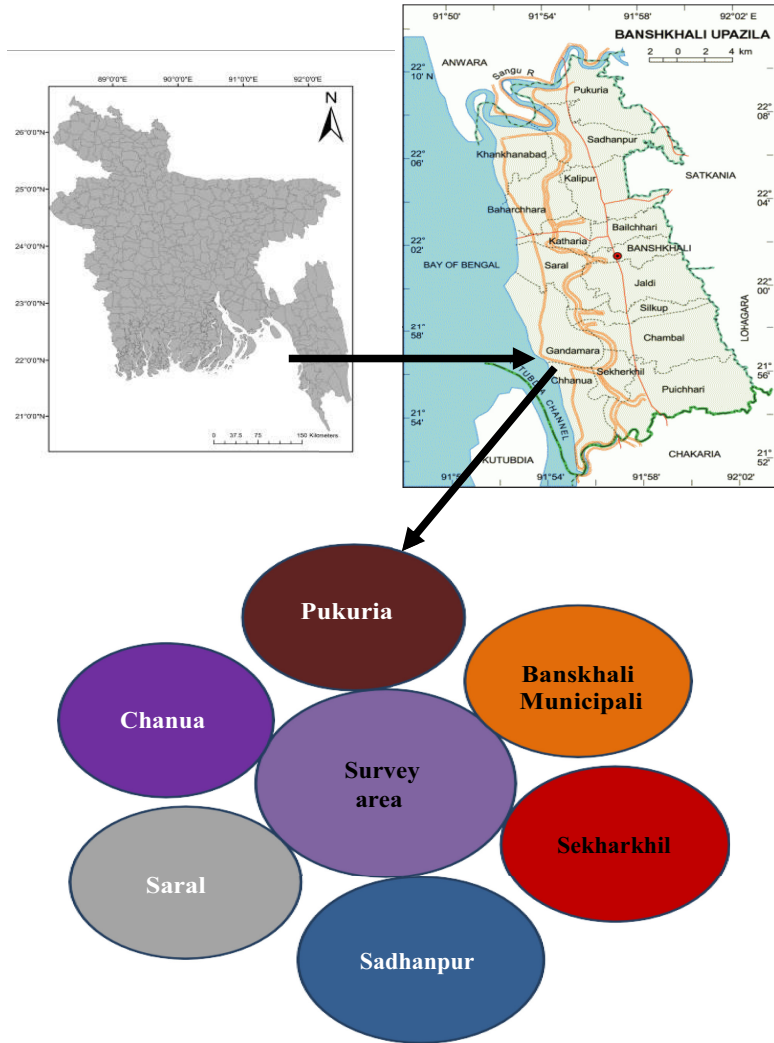 89°0'0"E 90°0'0"E 91°0'0"E 92°0'0"E
N
26°0'0"N
25°0'0"N
24°0'0"N
23°0'0"N
22°0'0"N
21°0'0"N
0 37.5 75 150 Kilometers
91°50' 91°54' 91°58' 92°02' E
BANSHKHALI UPAZILA
2 0 4 km
ANWARA
Sangu R
22°
10' N
Pukuria
22°
08'
Sadhanpur
22°
06'
Khankhanabad
SATKANIA
Kalipur
22°
04'
Baharchhara
Bailchhari
22°
02'
Katharia
BANSHKHALI
BAY OF BENGAL
Saral
22°
00'
Jaldi
Silkup
LOHAGARA
21°
58'
Chambal
Gandamara
21°
56'
Sekherkhil
Chhanua
Puichhari
TUBDIA CHANNEL
21°
54'
21°
52'
KUTUBDIA
CHAKARIA
91°5 91°54' 91°58' 92°02'
Pukuria
Banskhali
Municipali
Chanua
Survey
area
Sekharkhil
Saral
Sadhanpur